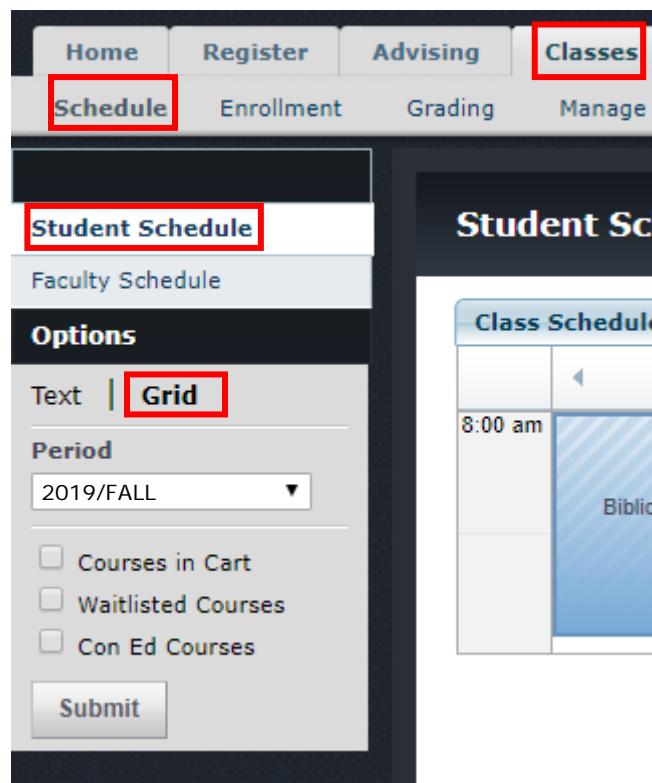 Home Register Advising Classes
Schedule Enrollment Grading Manage
Student Schedule
Faculty Schedule
Options
Text | Grid
Period
2019/FALL
Courses in Cart
Waitlisted Courses
Con Ed Courses
Submit
Student Sc
Class Schedule
8:00 am
Biblio